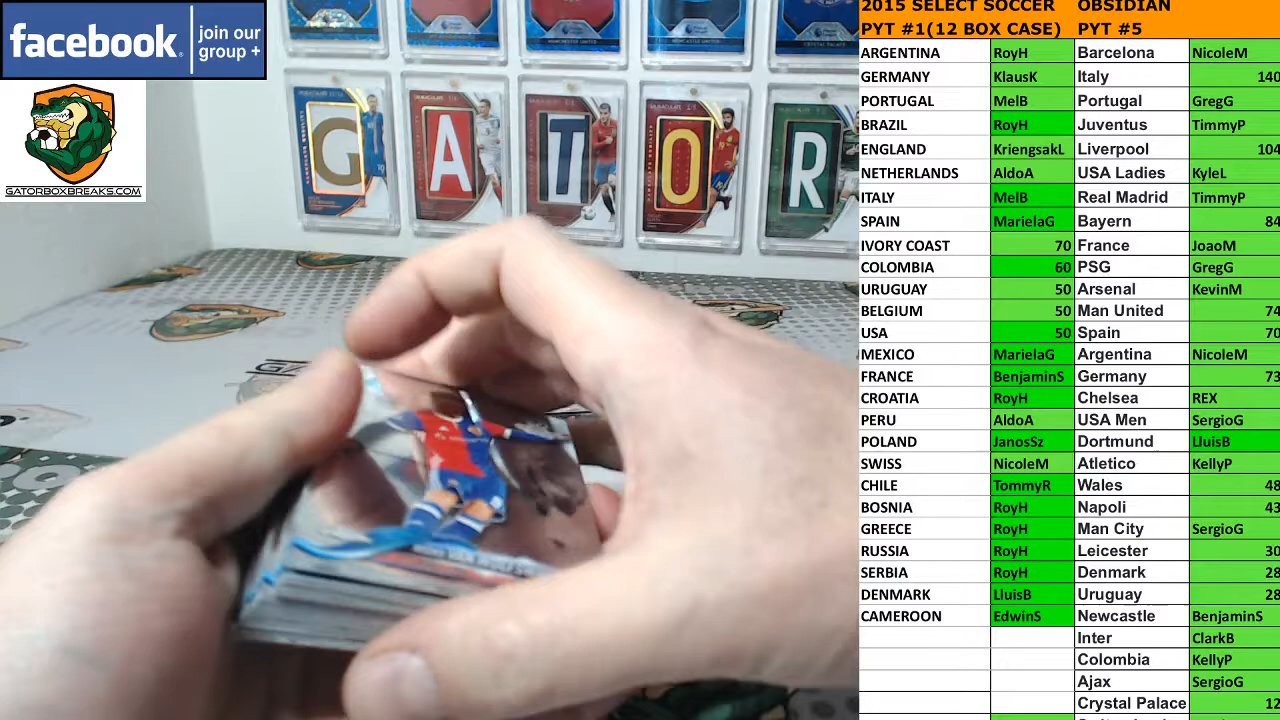 facebook
join our
group +
GATORBOXBREAKS.COM
G A T O R
2015 SELECT SOCCER OBSIDIAN
PYT #1(12 BOX CASE) PYT #5
ARGENTINA RoyH Barcelona NicoleM
GERMANY KlausK Italy 140
PORTUGAL MelB Portugal GregG
BRAZIL RoyH Juventus TimmyP
ENGLAND KriengsakL Liverpool 104
NETHERLANDS AldoA USA Ladies KyleL
ITALY MelB Real Madrid TimmyP
SPAIN MarielaG Bayern 84
IVORY COAST 70 France JoaoM
COLOMBIA 60 PSG GregG
URUGUAY 50 Arsenal KevinM
BELGIUM 50 Man United 74
USA 50 Spain 70
MEXICO MarielaG Argentina NicoleM
FRANCE BenjaminS Germany 73
CROATIA RoyH Chelsea REX
PERU AldoA USA Men SergioG
POLAND JanosSz Dortmund LluisB
SWISS NicoleM Atletico KellyP
CHILE TommyR Wales 48
BOSNIA RoyH Napoli 43
GREECE RoyH Man City SergioG
RUSSIA RoyH Leicester 30
SERBIA RoyH Denmark 28
DENMARK LluisB Uruguay 28
CAMEROON EdwinS Newcastle BenjaminS
Inter ClarkB
Colombia KellyP
Ajax SergioG
Crystal Palace 12